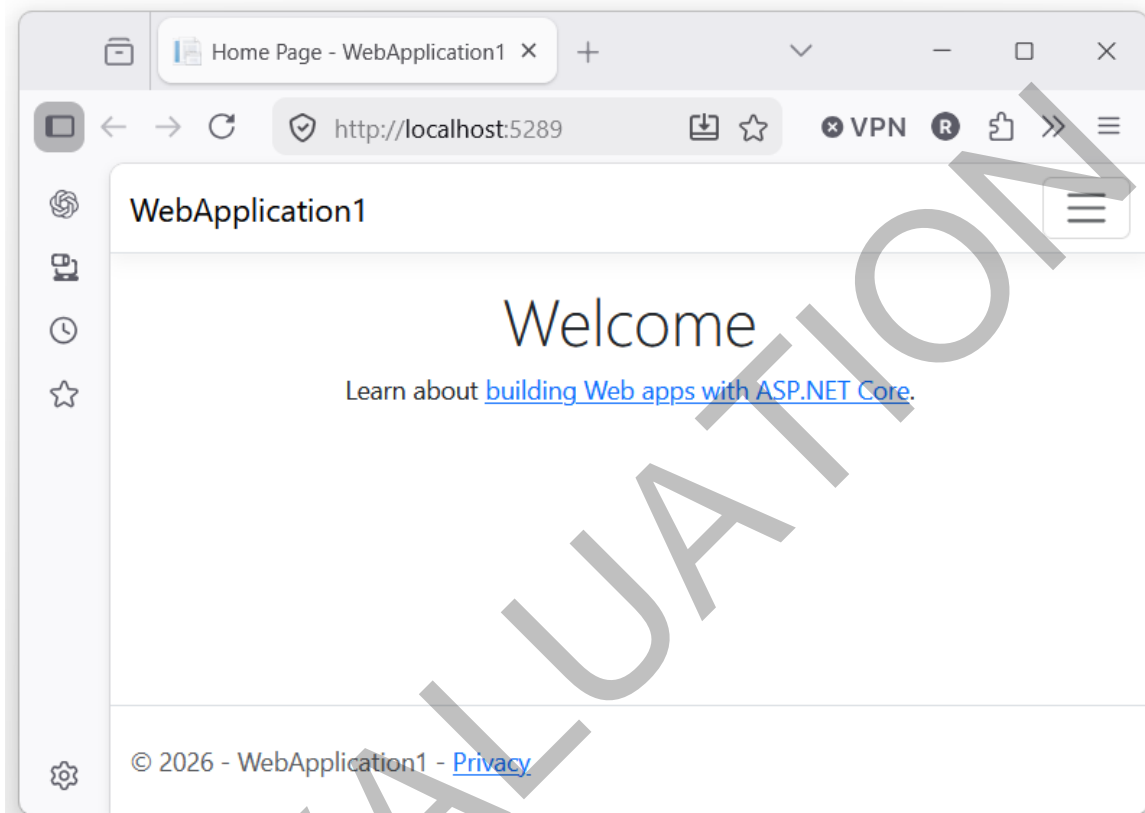 Home Page - WebApplication1
http://localhost:5289
VPN
R
WebApplication1
Welcome
Learn about building Web apps with ASP.NET Core.
© 2026 - WebApplication1 - Privacy
ALUATION